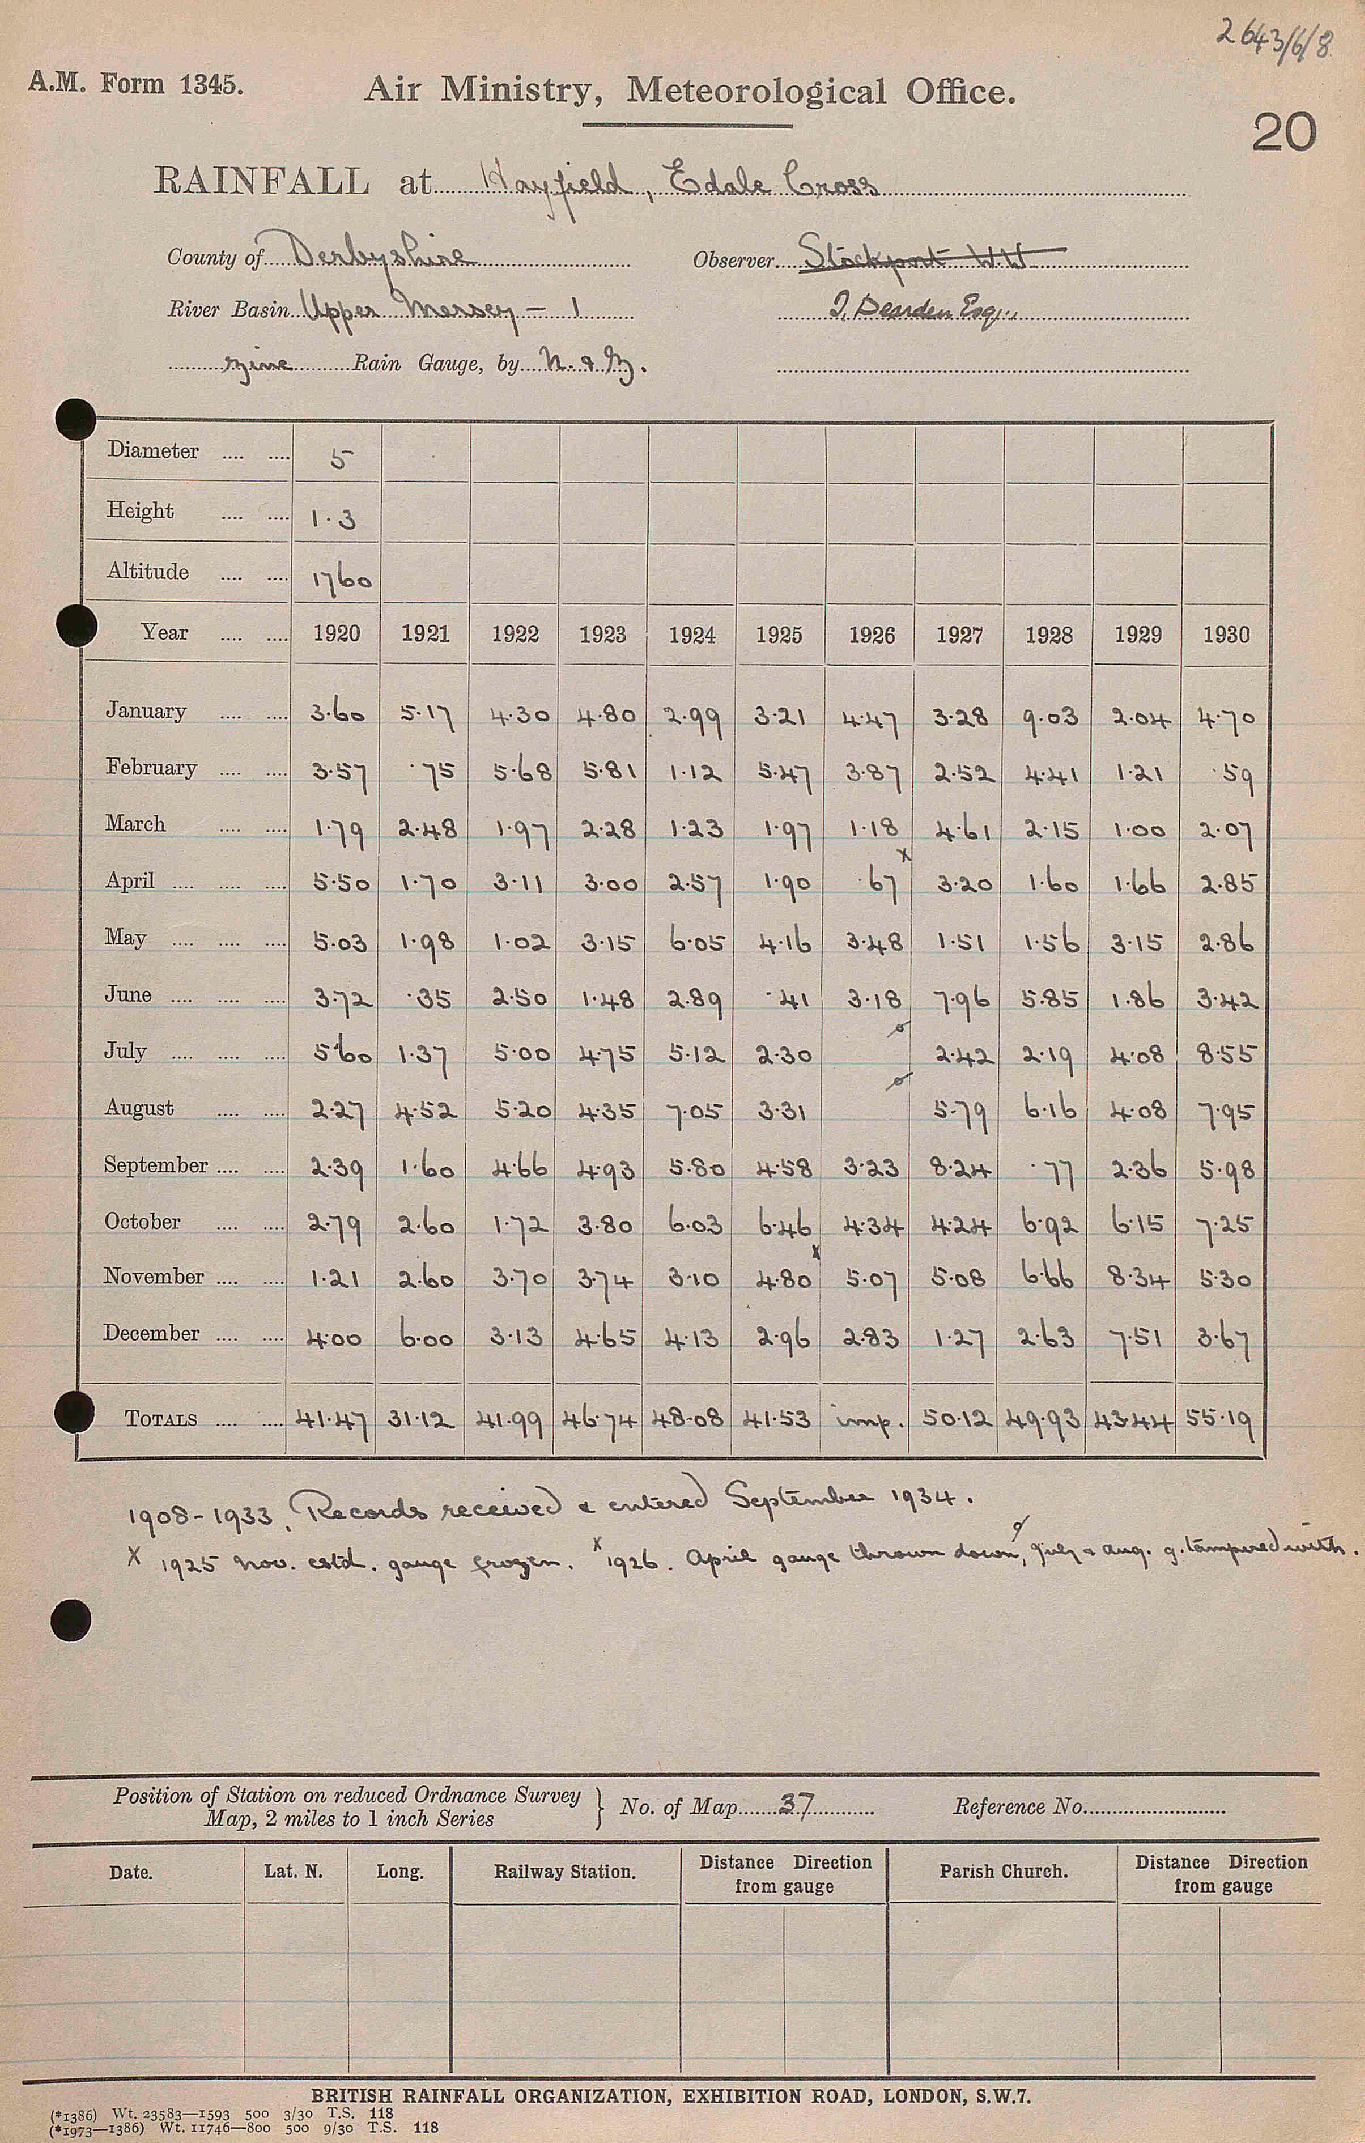 2643/6/8
A.M. Form 1345. Air Ministry, Meteorological Office.
20
RAINFALL at Hayfield, Edale Cross
County of Derbyshire Observer Stockport W.W.
River Basin Upper Mersey - 1 J. Dearden Esq.,
zinc Rain Gauge, by N. & Z.
Diameter .... .... 5
Height .... .... 1.3
Altitude .... .... 1760
Year .... .... 1920 1921 1922 1923 1924 1925 1926 1927 1928 1929 1930
January .... .... 3.60 5.17 4.30 4.80 2.99 3.21 4.47 3.28 9.03 2.04 4.70
February .... .... 3.57 .75 5.68 5.81 1.12 5.47 3.87 2.52 4.41 1.21 .59
March .... .... 1.79 2.48 1.97 2.28 1.23 1.97 1.18 4.61 2.15 1.00 2.07
April .... .... .... 5.50 1.70 3.11 3.00 2.57 1.90 .67 x 3.20 1.60 1.66 2.85
May .... .... .... 5.03 1.98 1.02 3.15 6.05 4.16 3.48 1.51 1.56 3.15 2.86
June .... .... .... 3.72 .35 2.50 1.48 2.89 .41 3.18 7.96 5.85 1.86 3.42
July .... .... .... 5.60 1.37 5.00 4.75 5.12 2.30 ø 2.42 2.19 4.08 8.55
August .... .... 2.27 4.52 5.20 4.35 7.05 3.31 ø 5.79 6.16 4.08 7.95
September .... .... 2.39 1.60 4.66 4.93 5.80 4.58 3.23 8.24 .77 2.36 5.98
October .... .... 2.79 2.60 1.72 3.80 6.03 6.46 4.34 4.24 6.92 6.15 7.25
November .... .... 1.21 2.60 3.70 3.74 3.10 4.80 x 5.07 5.08 6.66 8.34 5.30
December .... .... 4.00 6.00 3.13 4.65 4.13 2.96 2.83 1.27 2.63 7.51 3.67
TOTALS .... .... 41.47 31.12 41.99 46.74 48.08 41.53 imp. 50.12 49.93 43.44 55.19
1908-1933. Records received & entered September 1934.
x 1925 Nov. estd. gauge frozen. x 1926. April gauge thrown down, ø July & Aug. g. tampered with.
Position of Station on reduced Ordnance Survey
Map, 2 miles to 1 inch Series } No. of Map 37 Reference No.
Date. Lat. N. Long. Railway Station. Distance Direction from gauge Parish Church. Distance Direction from gauge
BRITISH RAINFALL ORGANIZATION, EXHIBITION ROAD, LONDON, S.W.7.
(*1386) Wt. 23583—1593 500 3/30 T.S. 118
(*1973—1386) Wt. 11746—800 500 9/30 T.S. 118